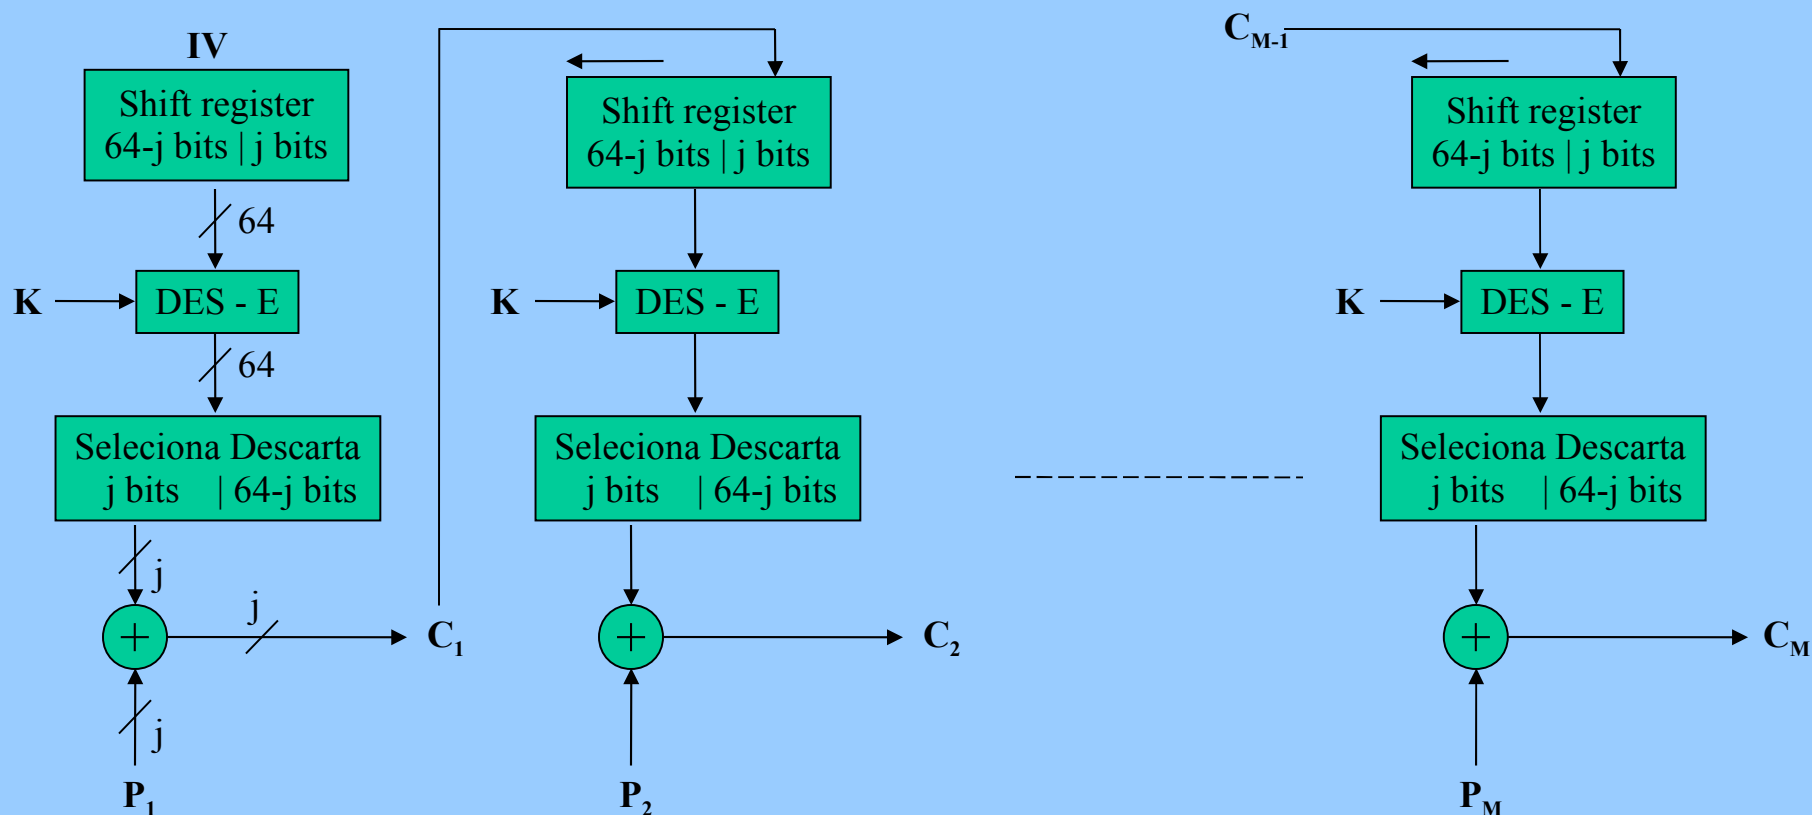 IV
Shift register
64-j bits | j bits
64
K
DES - E
64
Seleciona Descarta
j bits | 64-j bits
j
+
j
C1
j
P1
Shift register
64-j bits | j bits
K
DES - E
Seleciona Descarta
j bits | 64-j bits
+
C2
P2
CM-1
Shift register
64-j bits | j bits
K
DES - E
Seleciona Descarta
j bits | 64-j bits
+
CM
PM